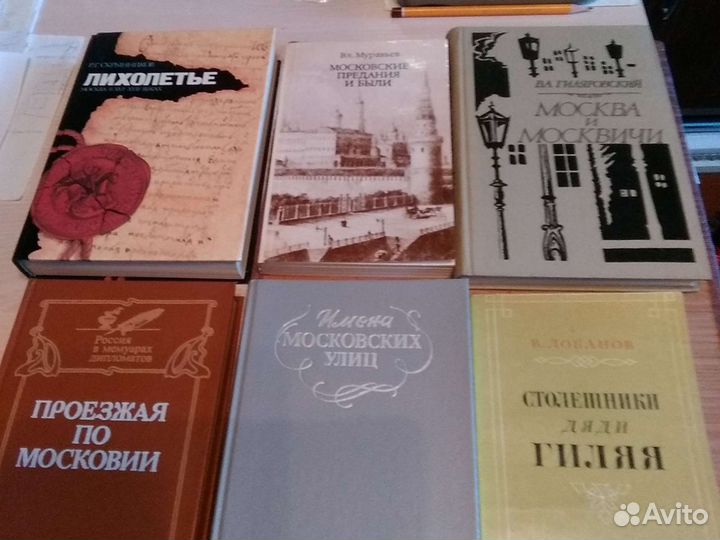 Р.Г. СКРЫННИКОВ
ЛИХОЛЕТЬЕ
МОСКВА В XVI-XVII ВЕКАХ
Вл. Муравьев
МОСКОВСКИЕ
ПРЕДАНИЯ
И БЫЛИ
ВЛ. ГИЛЯРОВСКИЙ
МОСКВА И
МОСКВИЧИ
Россия
в мемуарах
дипломатов
ПРОЕЗЖАЯ
ПО
МОСКОВИИ
Имена
МОСКОВСКИХ
УЛИЦ
В. ЛОБАНОВ
СТОЛЕШНИКИ
ДЯДИ
ГИЛЯЯ
Avito